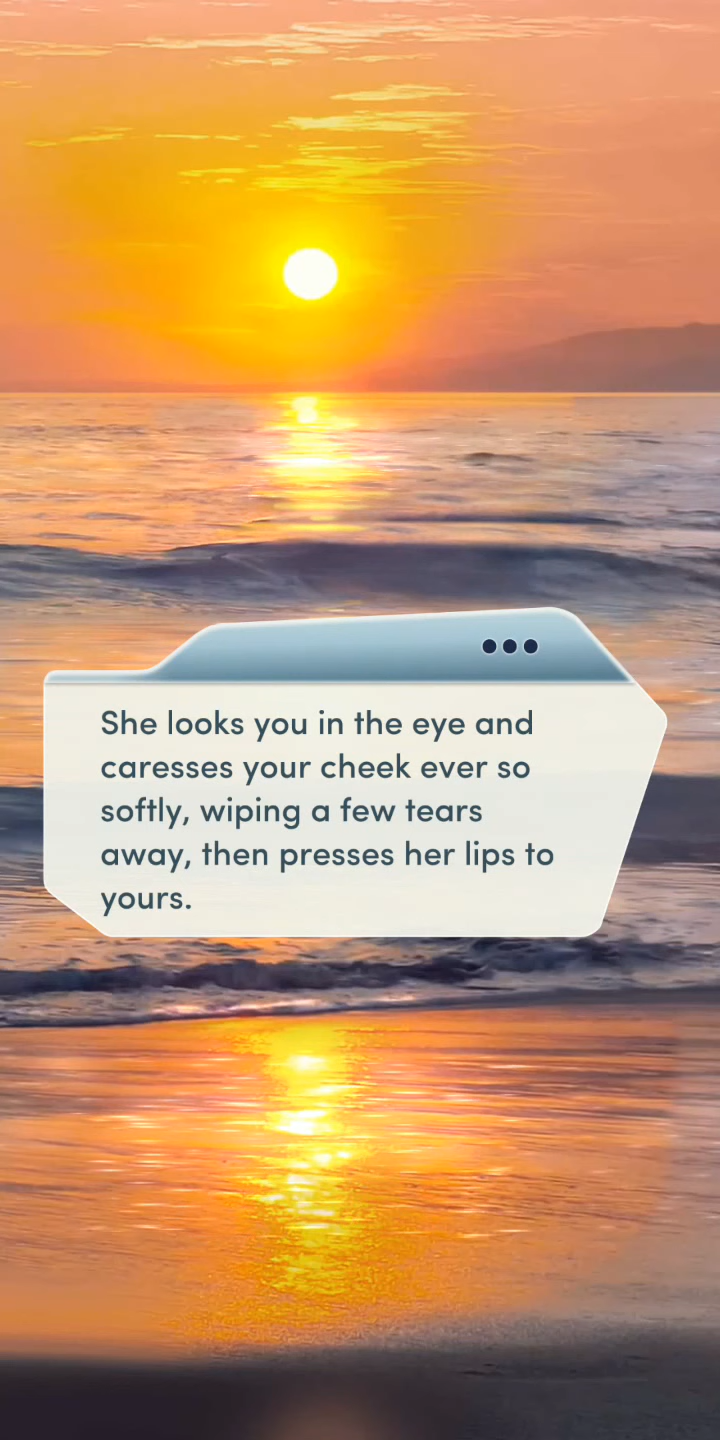 She looks you in the eye and
caresses your cheek ever so
softly, wiping a few tears
away, then presses her lips to
yours.